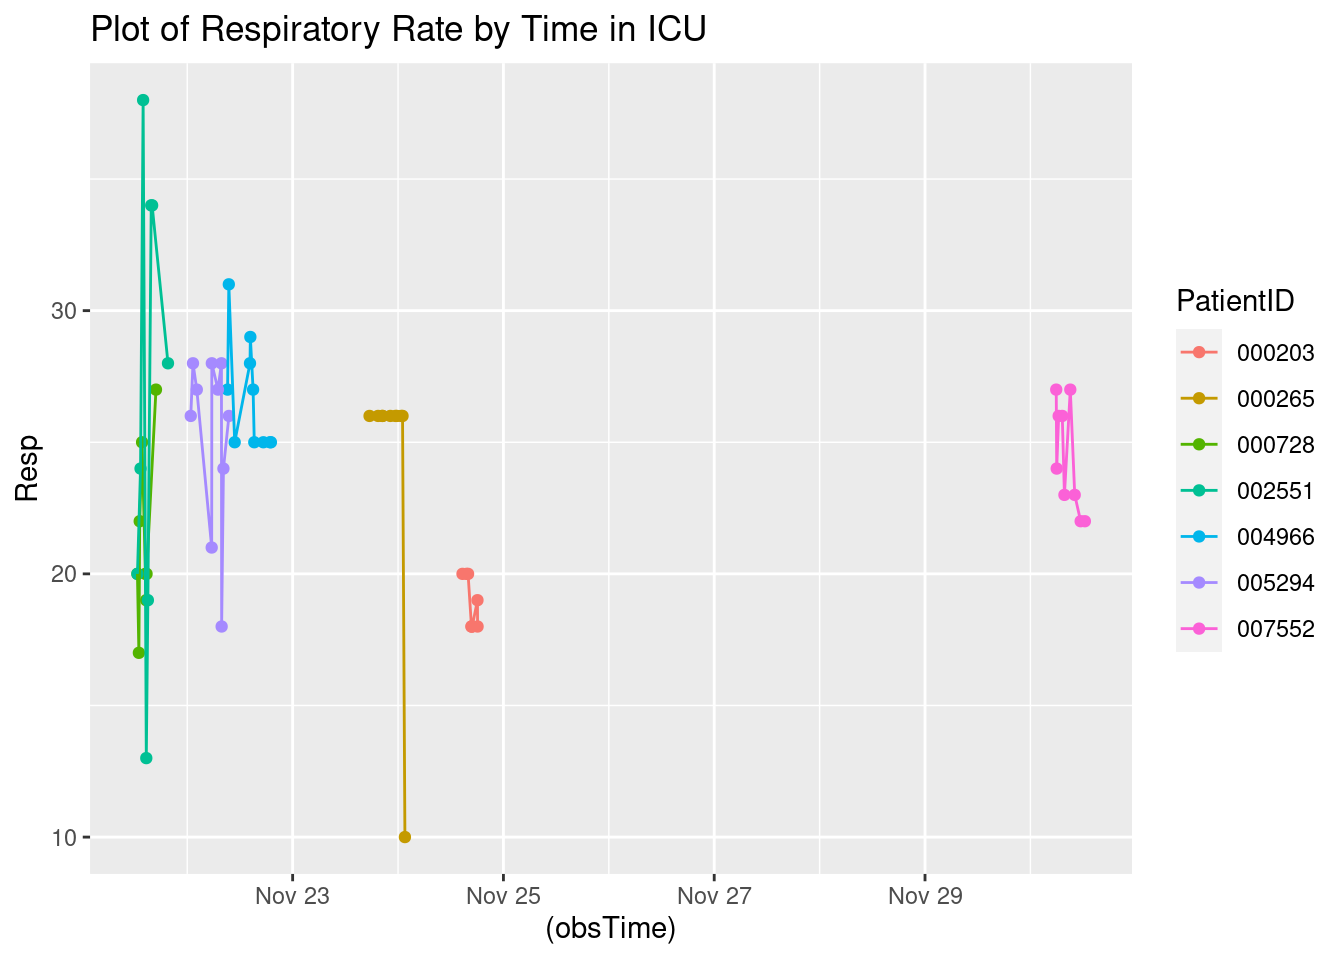 Plot of Respiratory Rate by Time in ICU
Resp
30
20
10
Nov 23
Nov 25
Nov 27
Nov 29
(obsTime)
PatientID
000203
000265
000728
002551
004966
005294
007552